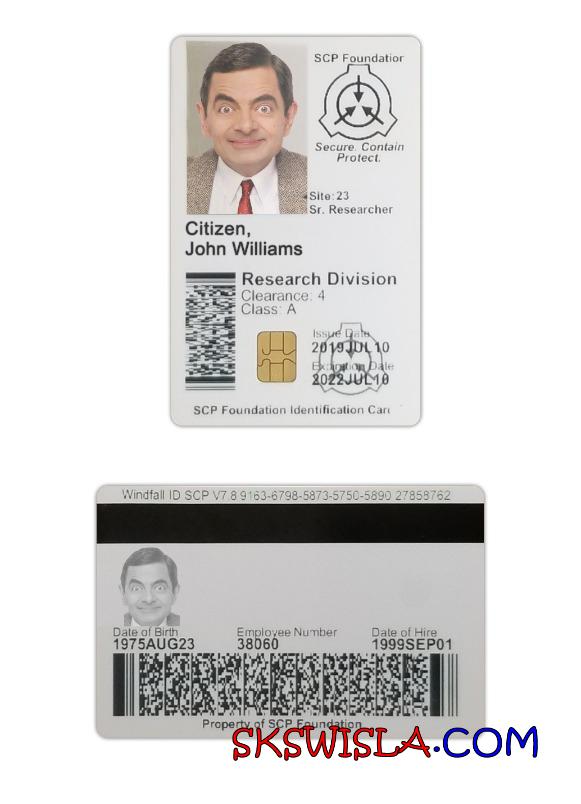 SCP Foundation
Secure. Contain
Protect.
Site: 23
Sr. Researcher
Citizen,
John Williams
Research Division
Clearance: 4
Class: A
Issue Date
2019JUL10
Expiration Date
2022JUL10
SCP Foundation Identification Card
Windfall ID SCP V7.8 9163-6798-5873-5750-5890 27858762
Date of Birth
1975AUG23
Employee Number
38060
Date of Hire
1999SEP01
Property of SCP Foundation
SKSWISLA.COM